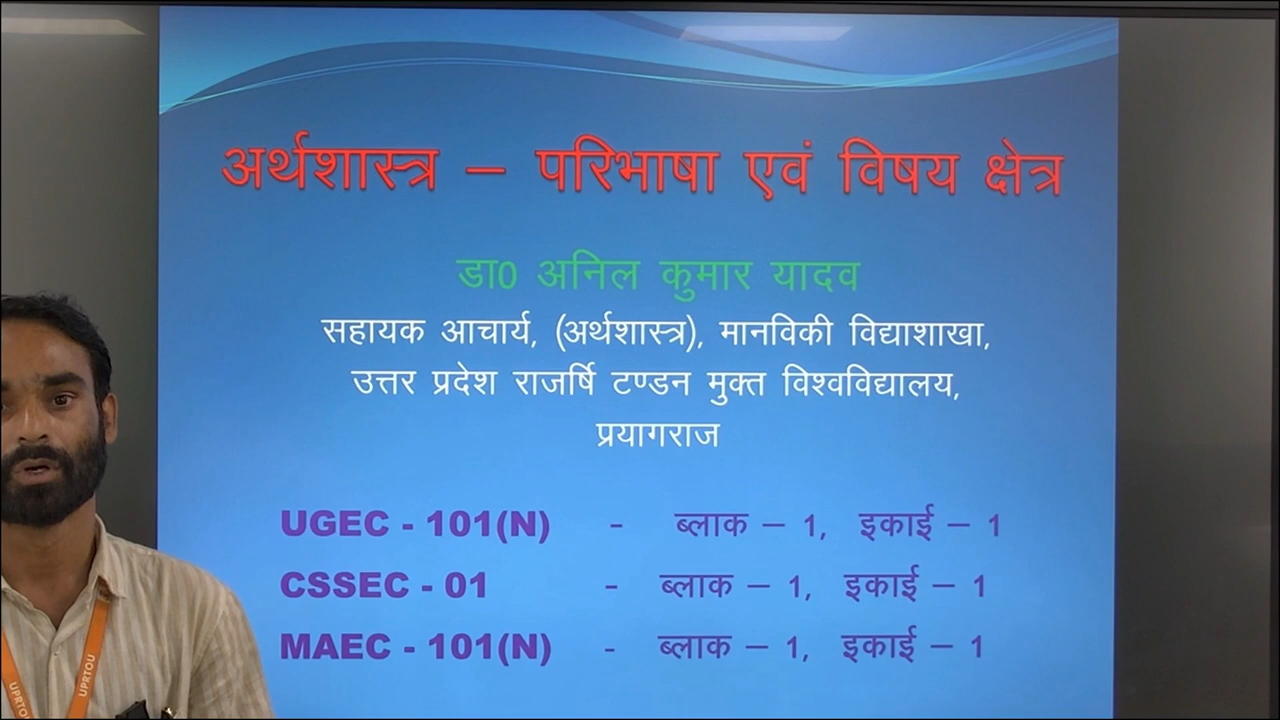 अर्थशास्त्र – परिभाषा एवं विषय क्षेत्र
डा0 अनिल कुमार यादव
सहायक आचार्य, (अर्थशास्त्र), मानविकी विद्याशाखा,
उत्तर प्रदेश राजर्षि टण्डन मुक्त विश्वविद्यालय,
प्रयागराज
UGEC - 101(N) - ब्लाक – 1, इकाई – 1
CSSEC - 01 - ब्लाक – 1, इकाई – 1
MAEC - 101(N) - ब्लाक – 1, इकाई – 1
UPRTOU
UPRTOU